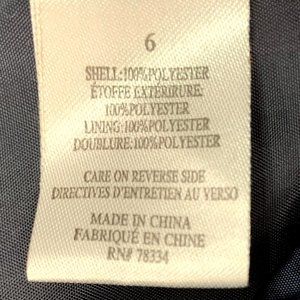 6
SHELL:100%POLYESTER
ÉTOFFE EXTÉRIRURE:
100%POLYESTER
LINING:100%POLYESTER
DOUBLURE:100%POLYESTER
CARE ON REVERSE SIDE
DIRECTIVES D'ENTRETIEN AU VERSO
MADE IN CHINA
FABRIQUÉ EN CHINE
RN# 78334